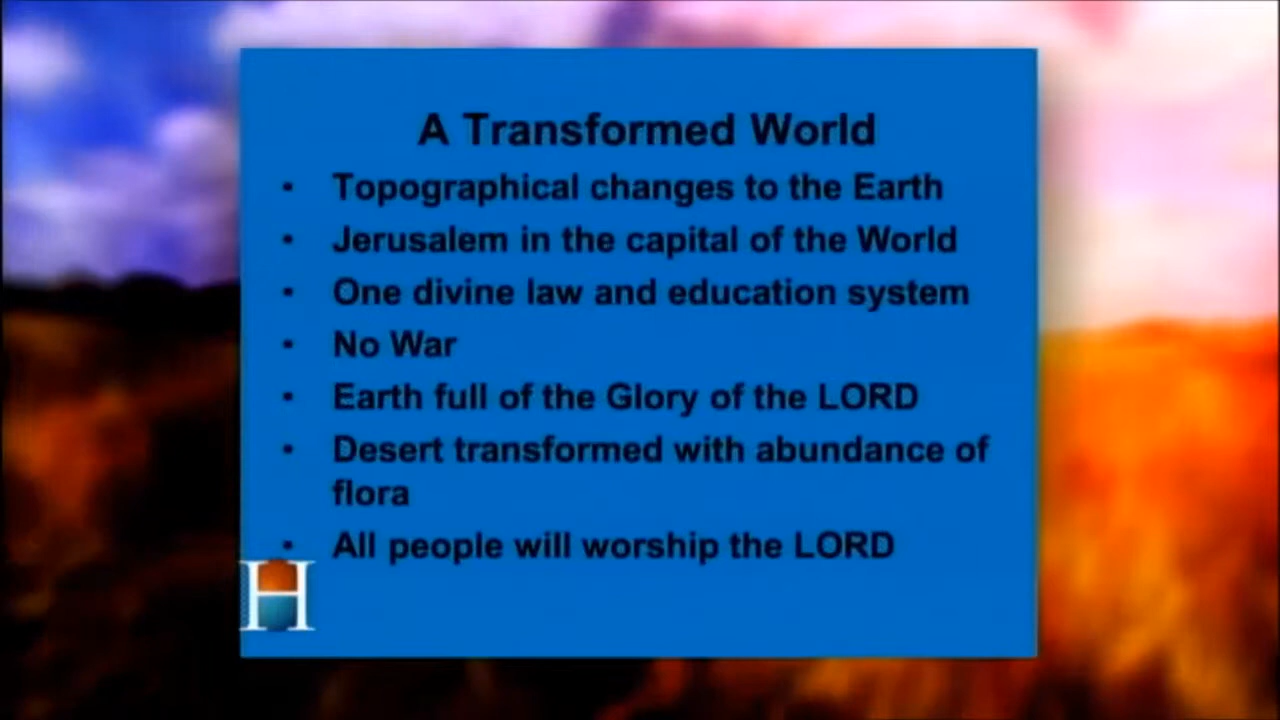 A Transformed World
• Topographical changes to the Earth
• Jerusalem in the capital of the World
• One divine law and education system
• No War
• Earth full of the Glory of the LORD
• Desert transformed with abundance of
flora
• All people will worship the LORD
H